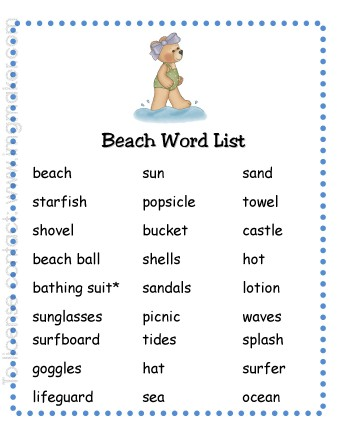 Beach Word List
beach sun sand
starfish popsicle towel
shovel bucket castle
beach ball shells hot
bathing suit* sandals lotion
sunglasses picnic waves
surfboard tides splash
goggles hat surfer
lifeguard sea ocean